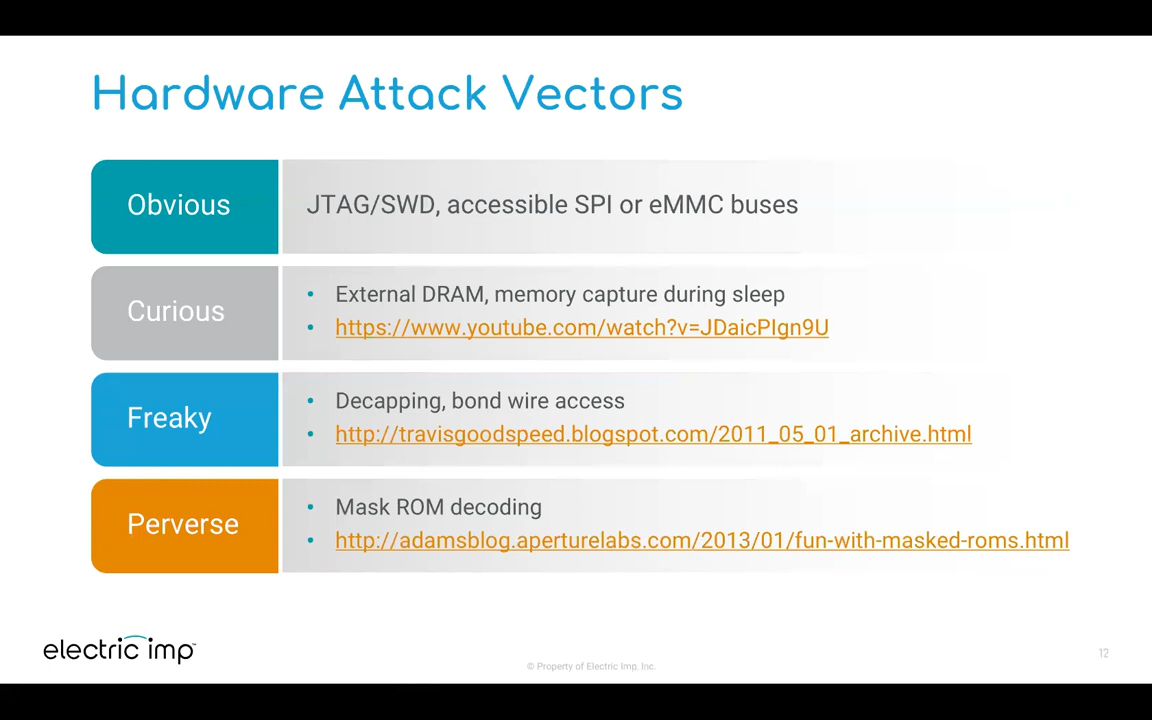 Hardware Attack Vectors
Obvious
JTAG/SWD, accessible SPI or eMMC buses
Curious
• External DRAM, memory capture during sleep
• https://www.youtube.com/watch?v=JDaicPIgn9U
Freaky
• Decapping, bond wire access
• http://travisgoodspeed.blogspot.com/2011_05_01_archive.html
Perverse
• Mask ROM decoding
• http://adamsblog.aperturelabs.com/2013/01/fun-with-masked-roms.html
electric imp™
© Property of Electric Imp, Inc.
12